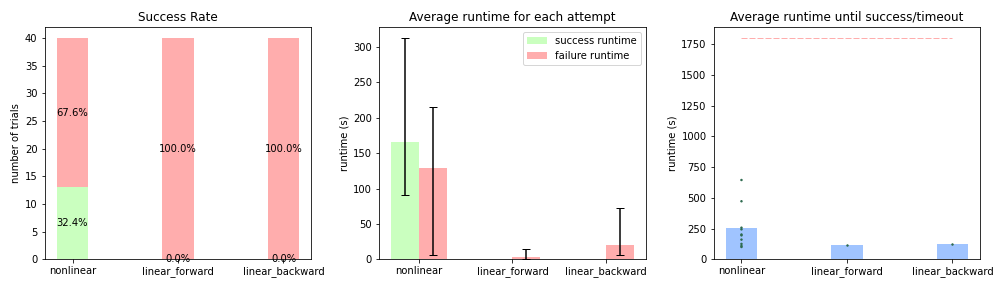 Success Rate
number of trials
40
35
30
25
20
15
10
5
0
67.6%
32.4%
100.0%
0.0%
100.0%
0.0%
nonlinear
linear_forward
linear_backward
Average runtime for each attempt
runtime (s)
300
250
200
150
100
50
0
success runtime
failure runtime
nonlinear
linear_forward
linear_backward
Average runtime until success/timeout
runtime (s)
1750
1500
1250
1000
750
500
250
0
nonlinear
linear_forward
linear_backward